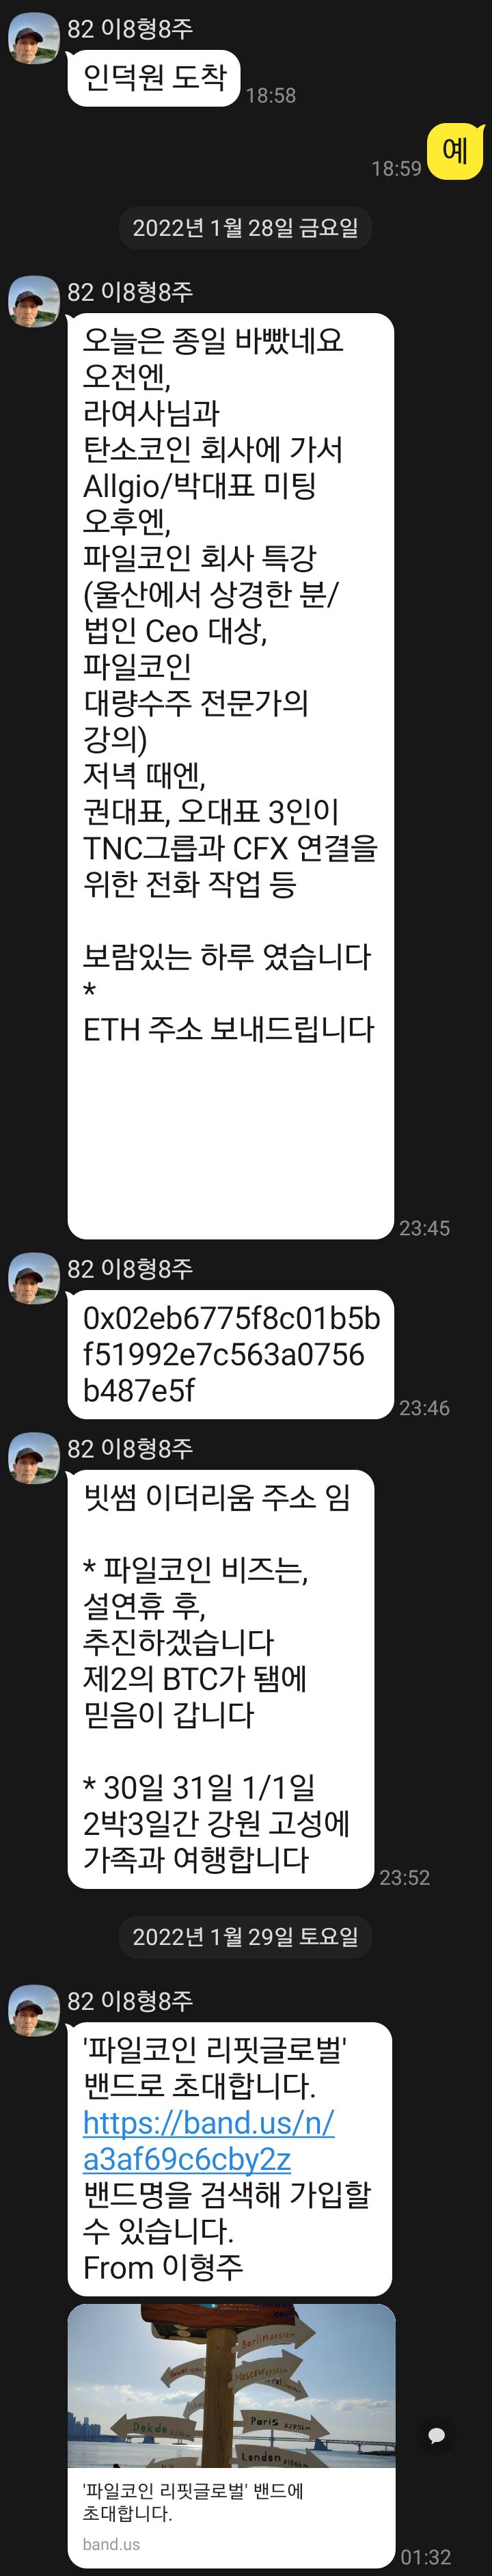 82 이8형8주
인덕원 도착
18:58
예
18:59
2022년 1월 28일 금요일
82 이8형8주
오늘은 종일 바빴네요
오전엔,
라여사님과
탄소코인 회사에 가서
Allgio/박대표 미팅
오후엔,
파일코인 회사 특강
(울산에서 상경한 분/
법인 Ceo 대상,
파일코인
대량수주 전문가의
강의)
저녁 때엔,
권대표, 오대표 3인이
TNC그릅과 CFX 연결을
위한 전화 작업 등
보람있는 하루 였습니다
*
ETH 주소 보내드립니다
23:45
82 이8형8주
0x02eb6775f8c01b5b
f51992e7c563a0756
b487e5f
23:46
82 이8형8주
빗썸 이더리움 주소 임
* 파일코인 비즈는,
설연휴 후,
추진하겠습니다
제2의 BTC가 됌에
믿음이 갑니다
* 30일 31일 1/1일
2박3일간 강원 고성에
가족과 여행합니다
23:52
2022년 1월 29일 토요일
82 이8형8주
'파일코인 리핏글로벌'
밴드로 초대합니다.
https://band.us/n/
a3af69c6cby2z
밴드명을 검색해 가입할
수 있습니다.
From 이형주
Berlin
Moscow
Dokdo
Paris
London
'파일코인 리핏글로벌' 밴드에
초대합니다.
band.us
01:32